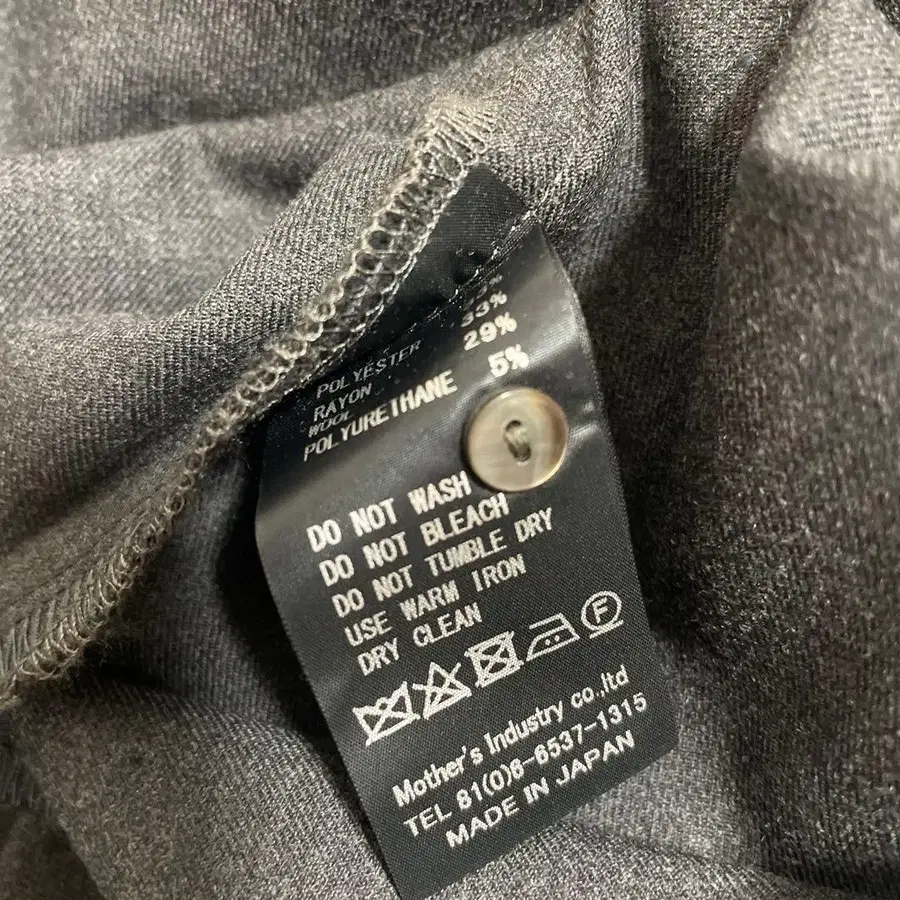 POLYESTER
RAYON 33%
WOOL 29%
POLYURETHANE 5%
DO NOT WASH
DO NOT BLEACH
DO NOT TUMBLE DRY
USE WARM IRON
DRY CLEAN
F
Mother's Industry co.,ltd
TEL 81(0)6-6537-1315
MADE IN JAPAN